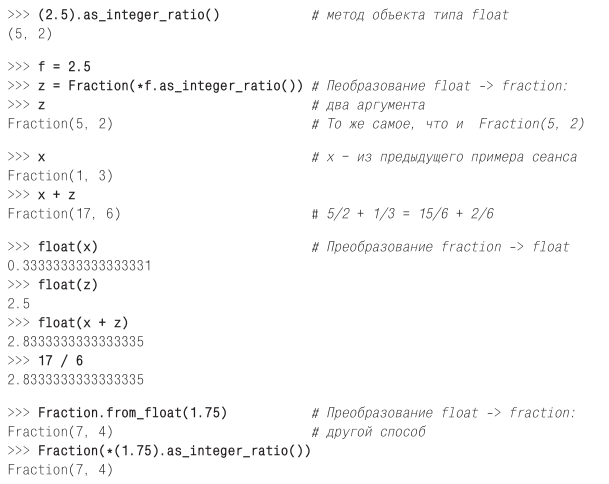 >>> (2.5).as_integer_ratio() # метод объекта типа float
(5, 2)
>>> f = 2.5
>>> z = Fraction(*f.as_integer_ratio()) # Пеобразование float -> fraction:
>>> z # два аргумента
Fraction(5, 2) # То же самое, что и Fraction(5, 2)
>>> x # x – из предыдущего примера сеанса
Fraction(1, 3)
>>> x + z
Fraction(17, 6) # 5/2 + 1/3 = 15/6 + 2/6
>>> float(x) # Преобразование fraction -> float
0.33333333333333331
>>> float(z)
2.5
>>> float(x + z)
2.8333333333333335
>>> 17 / 6
2.8333333333333335
>>> Fraction.from_float(1.75) # Преобразование float -> fraction:
Fraction(7, 4) # другой способ
>>> Fraction(*(1.75).as_integer_ratio())
Fraction(7, 4)